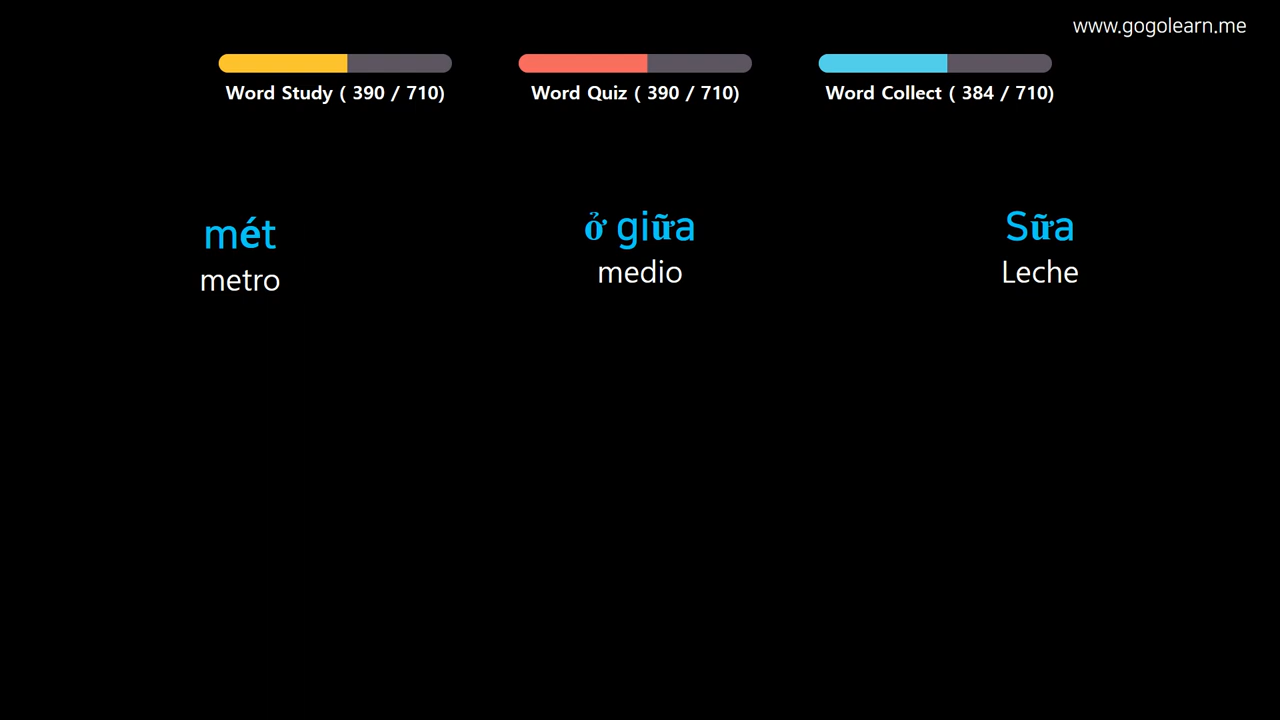 www.gogolearn.me
Word Study ( 390 / 710)
Word Quiz ( 390 / 710)
Word Collect ( 384 / 710)
mét
metro
ở giữa
medio
Sữa
Leche